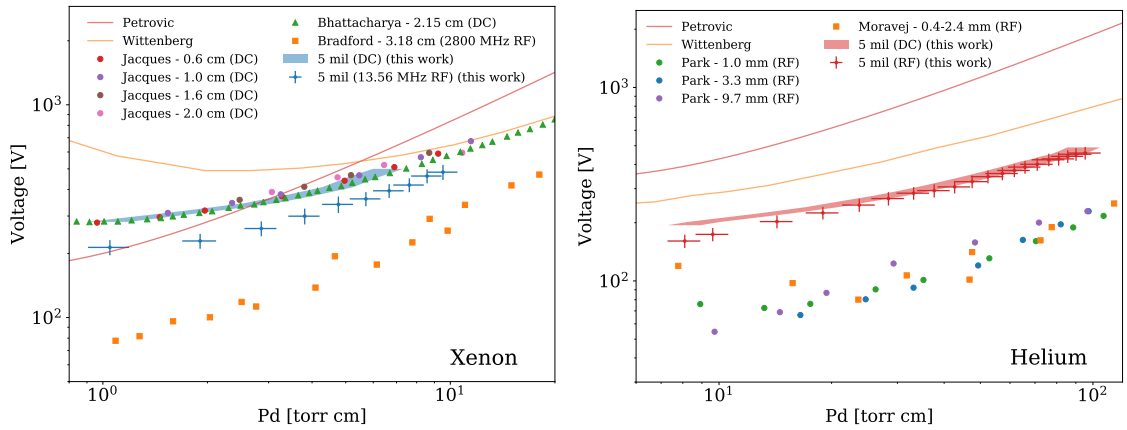 Petrovic
Wittenberg
Jacques - 0.6 cm (DC)
Jacques - 1.0 cm (DC)
Jacques - 1.6 cm (DC)
Jacques - 2.0 cm (DC)
Bhattacharya - 2.15 cm (DC)
Bradford - 3.18 cm (2800 MHz RF)
5 mil (DC) (this work)
5 mil (13.56 MHz RF) (this work)
Voltage [V]
10³
10²
Xenon
10⁰
10¹
Pd [torr cm]
Petrovic
Wittenberg
Park - 1.0 mm (RF)
Park - 3.3 mm (RF)
Park - 9.7 mm (RF)
Moravej - 0.4-2.4 mm (RF)
5 mil (DC) (this work)
5 mil (RF) (this work)
Voltage [V]
10³
10²
Helium
10¹
10²
Pd [torr cm]